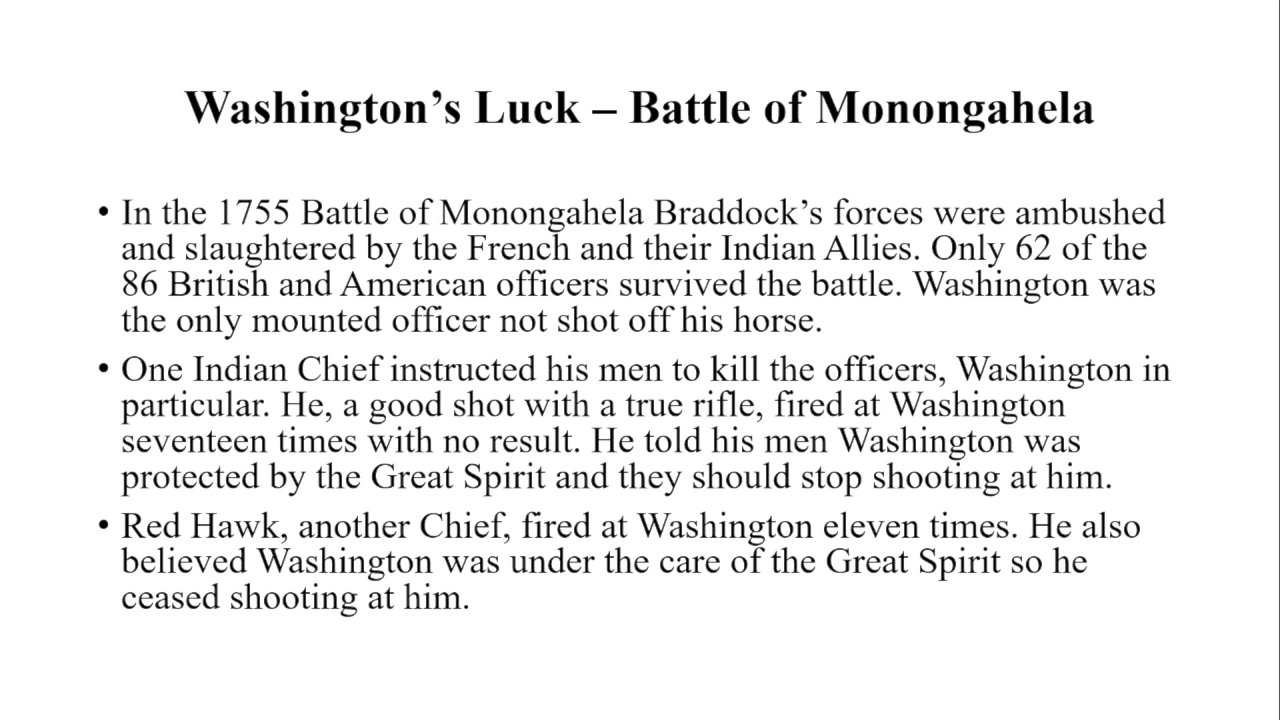 Washington’s Luck – Battle of Monongahela
• In the 1755 Battle of Monongahela Braddock’s forces were ambushed
and slaughtered by the French and their Indian Allies. Only 62 of the
86 British and American officers survived the battle. Washington was
the only mounted officer not shot off his horse.
• One Indian Chief instructed his men to kill the officers, Washington in
particular. He, a good shot with a true rifle, fired at Washington
seventeen times with no result. He told his men Washington was
protected by the Great Spirit and they should stop shooting at him.
• Red Hawk, another Chief, fired at Washington eleven times. He also
believed Washington was under the care of the Great Spirit so he
ceased shooting at him.